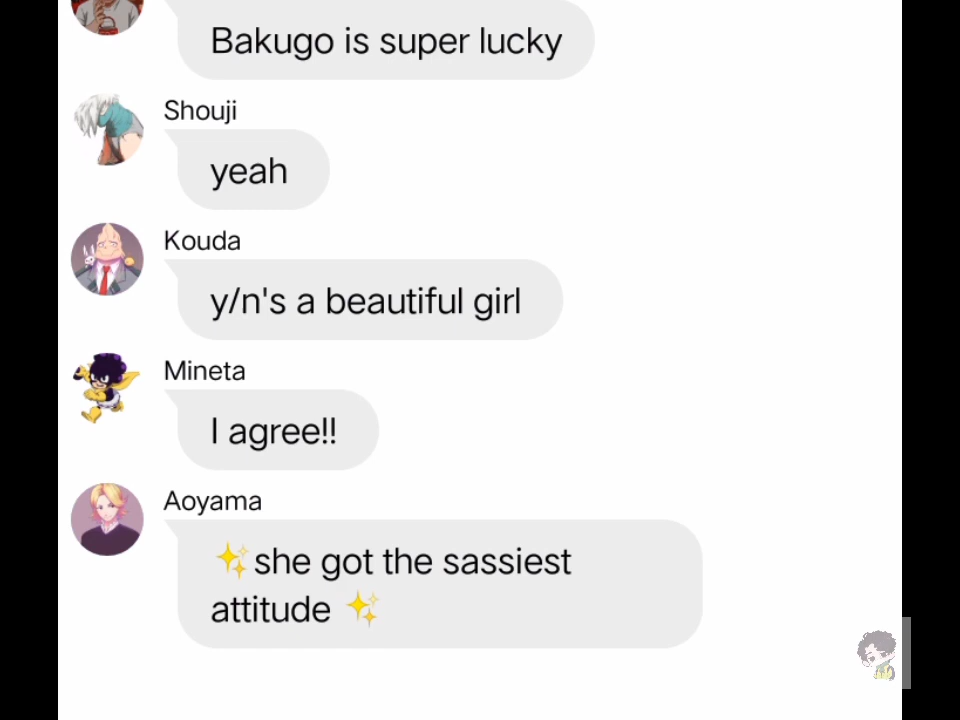 Bakugo is super lucky
Shouji
yeah
Kouda
y/n's a beautiful girl
Mineta
I agree!!
Aoyama
✨she got the sassiest
attitude ✨